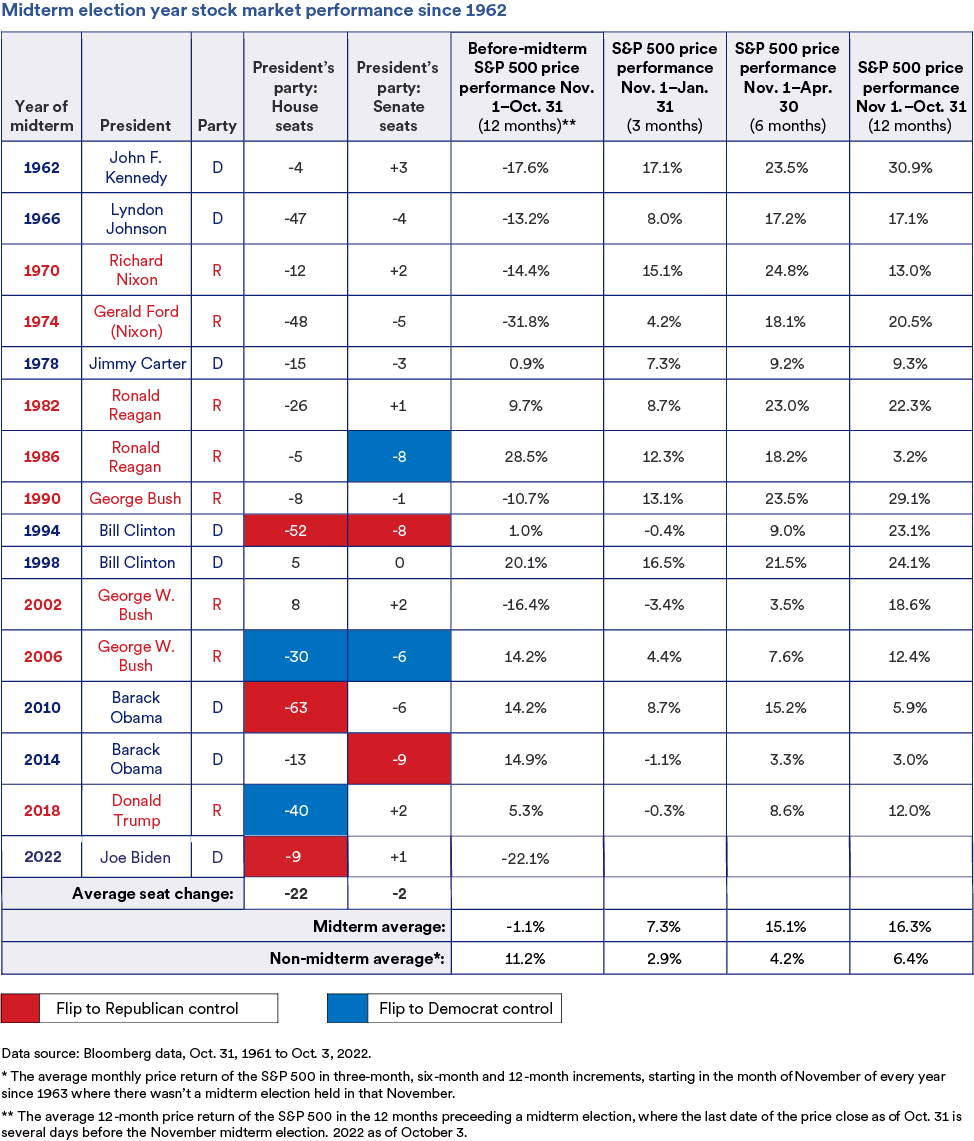 Midterm election year stock market performance since 1962
Year of midterm | President | Party | President's party: House seats | President's party: Senate seats | Before-midterm S&P 500 price performance Nov. 1–Oct. 31 (12 months)** | S&P 500 price performance Nov. 1–Jan. 31 (3 months) | S&P 500 price performance Nov. 1–Apr. 30 (6 months) | S&P 500 price performance Nov 1. –Oct. 31 (12 months)
1962 | John F. Kennedy | D | -4 | +3 | -17.6% | 17.1% | 23.5% | 30.9%
1966 | Lyndon Johnson | D | -47 | -4 | -13.2% | 8.0% | 17.2% | 17.1%
1970 | Richard Nixon | R | -12 | +2 | -14.4% | 15.1% | 24.8% | 13.0%
1974 | Gerald Ford (Nixon) | R | -48 | -5 | -31.8% | 4.2% | 18.1% | 20.5%
1978 | Jimmy Carter | D | -15 | -3 | 0.9% | 7.3% | 9.2% | 9.3%
1982 | Ronald Reagan | R | -26 | +1 | 9.7% | 8.7% | 23.0% | 22.3%
1986 | Ronald Reagan | R | -5 | -8 | 28.5% | 12.3% | 18.2% | 3.2%
1990 | George Bush | R | -8 | -1 | -10.7% | 13.1% | 23.5% | 29.1%
1994 | Bill Clinton | D | -52 | -8 | 1.0% | -0.4% | 9.0% | 23.1%
1998 | Bill Clinton | D | 5 | 0 | 20.1% | 16.5% | 21.5% | 24.1%
2002 | George W. Bush | R | 8 | +2 | -16.4% | -3.4% | 3.5% | 18.6%
2006 | George W. Bush | R | -30 | -6 | 14.2% | 4.4% | 7.6% | 12.4%
2010 | Barack Obama | D | -63 | -6 | 14.2% | 8.7% | 15.2% | 5.9%
2014 | Barack Obama | D | -13 | -9 | 14.9% | -1.1% | 3.3% | 3.0%
2018 | Donald Trump | R | -40 | +2 | 5.3% | -0.3% | 8.6% | 12.0%
2022 | Joe Biden | D | -9 | +1 | -22.1%
Average seat change: | -22 | -2
Midterm average: | -1.1% | 7.3% | 15.1% | 16.3%
Non-midterm average*: | 11.2% | 2.9% | 4.2% | 6.4%
Flip to Republican control
Flip to Democrat control
Data source: Bloomberg data, Oct. 31, 1961 to Oct. 3, 2022.
* The average monthly price return of the S&P 500 in three-month, six-month and 12-month increments, starting in the month of November of every year
since 1963 where there wasn't a midterm election held in that November.
** The average 12-month price return of the S&P 500 in the 12 months preceeding a midterm election, where the last date of the price close as of Oct. 31 is
several days before the November midterm election. 2022 as of October 3.